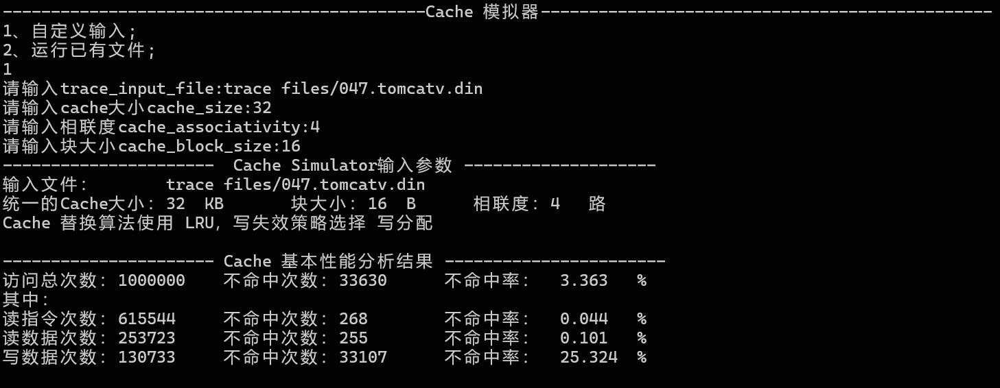 --------------------------------------------Cache 模拟器-----------------------------------------------
1、自定义输入;
2、运行已有文件;
1
请输入trace_input_file:trace files/047.tomcatv.din
请输入cache大小cache_size:32
请输入相联度cache_associativity:4
请输入块大小cache_block_size:16
----------------------  Cache Simulator输入参数 --------------------
输入文件:        trace files/047.tomcatv.din
统一的Cache大小: 32  KB       块大小: 16  B      相联度: 4   路
Cache 替换算法使用 LRU, 写失效策略选择 写分配
---------------------- Cache 基本性能分析结果 -----------------------
访问总次数: 1000000    不命中次数: 33630      不命中率:   3.363   %
其中:
读指令次数: 615544     不命中次数: 268        不命中率:   0.044   %
读数据次数: 253723     不命中次数: 255        不命中率:   0.101   %
写数据次数: 130733     不命中次数: 33107      不命中率:   25.324  %